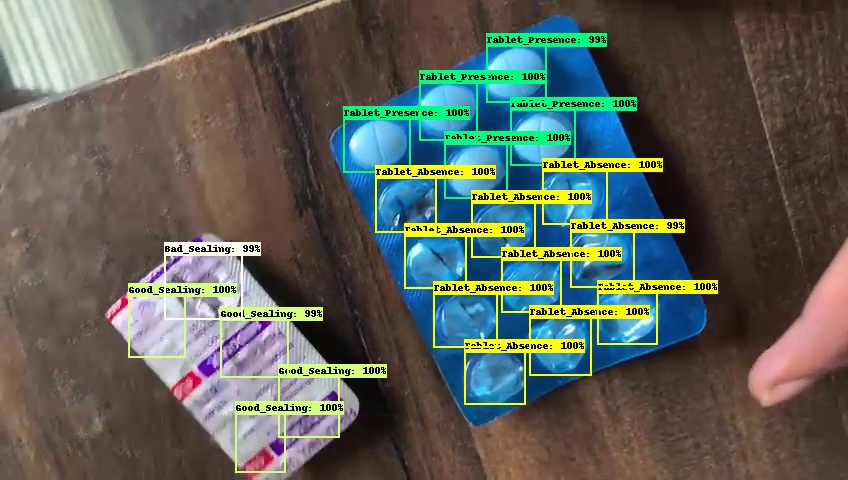 Tablet_Presence: 99%
Tablet_Presence: 100%
Tablet_Presence: 100%
Tablet_Presence: 100%
Tablet_Presence: 100%
Tablet_Absence: 100%
Tablet_Absence: 100%
Tablet_Absence: 100%
Tablet_Absence: 99%
Tablet_Absence: 100%
Tablet_Absence: 100%
Tablet_Absence: 100%
Tablet_Absence: 100%
Tablet_Absence: 100%
Tablet_Absence: 100%
Bad_Sealing: 99%
Good_Sealing: 100%
Good_Sealing: 99%
Good_Sealing: 100%
Good_Sealing: 100%